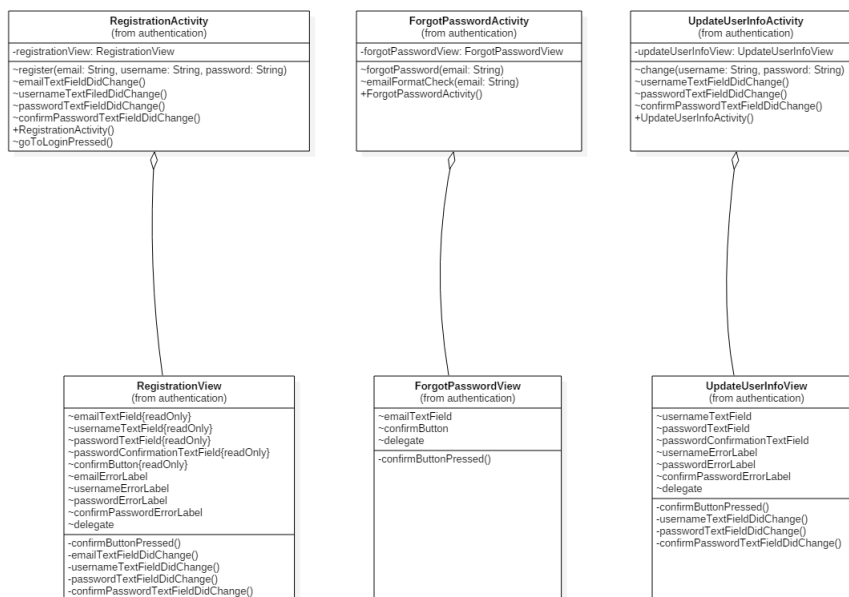 RegistrationActivity
(from authentication)
-registrationView: RegistrationView
~register(email: String, username: String, password: String)
~emailTextFieldDidChange()
~usernameTextFiledDidChange()
~passwordTextFieldDidChange()
~confirmPasswordTextFieldDidChange()
+RegistrationActivity()
~goToLoginPressed()
ForgotPasswordActivity
(from authentication)
-forgotPasswordView: ForgotPasswordView
~forgotPassword(email: String)
~emailFormatCheck(email: String)
+ForgotPasswordActivity()
UpdateUserInfoActivity
(from authentication)
-updateUserInfoView: UpdateUserInfoView
~change(username: String, password: String)
~usernameTextFieldDidChange()
~passwordTextFieldDidChange()
~confirmPasswordTextFieldDidChange()
+UpdateUserInfoActivity()
RegistrationView
(from authentication)
~emailTextField{readOnly}
~usernameTextField{readOnly}
~passwordTextField{readOnly}
~passwordConfirmationTextField{readOnly}
~confirmButton{readOnly}
~emailErrorLabel
~usernameErrorLabel
~passwordErrorLabel
~confirmPasswordErrorLabel
~delegate
-confirmButtonPressed()
-emailTextFieldDidChange()
-usernameTextFieldDidChange()
-passwordTextFieldDidChange()
-confirmPasswordTextFieldDidChange()
ForgotPasswordView
(from authentication)
~emailTextField
~confirmButton
~delegate
-confirmButtonPressed()
UpdateUserInfoView
(from authentication)
~usernameTextField
~passwordTextField
~passwordConfirmationTextField
~usernameErrorLabel
~passwordErrorLabel
~confirmPasswordErrorLabel
~delegate
-confirmButtonPressed()
-usernameTextFieldDidChange()
-passwordTextFieldDidChange()
-confirmPasswordTextFieldDidChange()